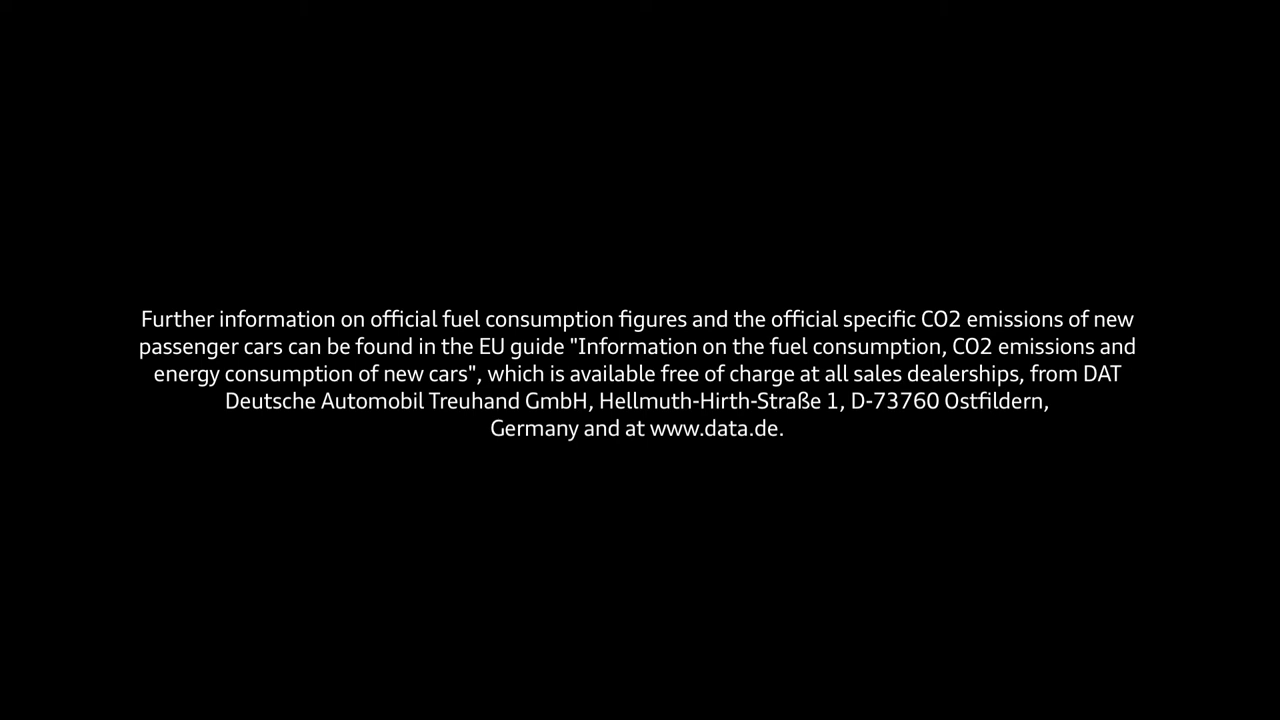 Further information on official fuel consumption figures and the official specific CO2 emissions of new
passenger cars can be found in the EU guide "Information on the fuel consumption, CO2 emissions and
energy consumption of new cars", which is available free of charge at all sales dealerships, from DAT
Deutsche Automobil Treuhand GmbH, Hellmuth-Hirth-Straße 1, D-73760 Ostfildern,
Germany and at www.data.de.